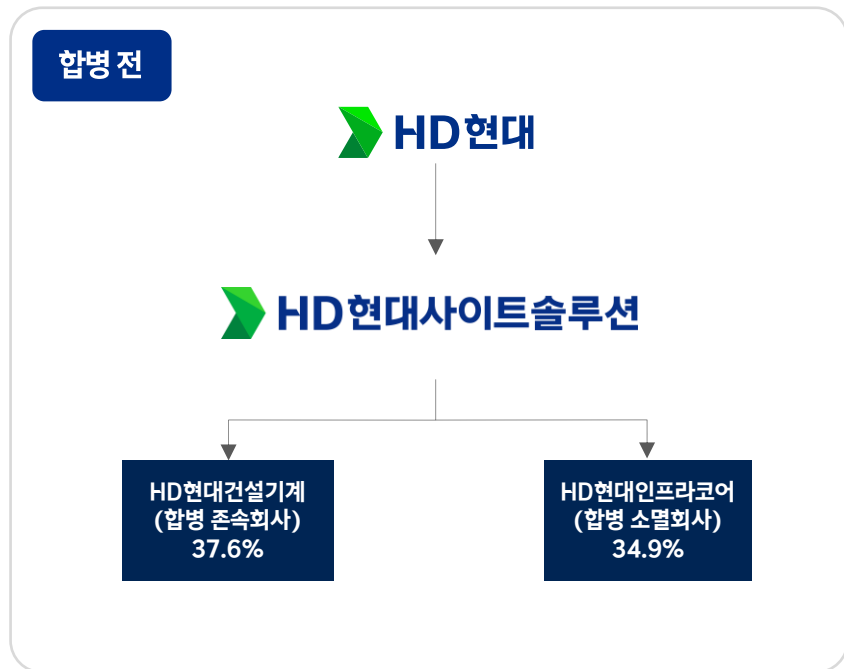 합병 전
HD현대
HD현대사이트솔루션
HD현대건설기계
(합병 존속회사)
37.6%
HD현대인프라코어
(합병 소멸회사)
34.9%